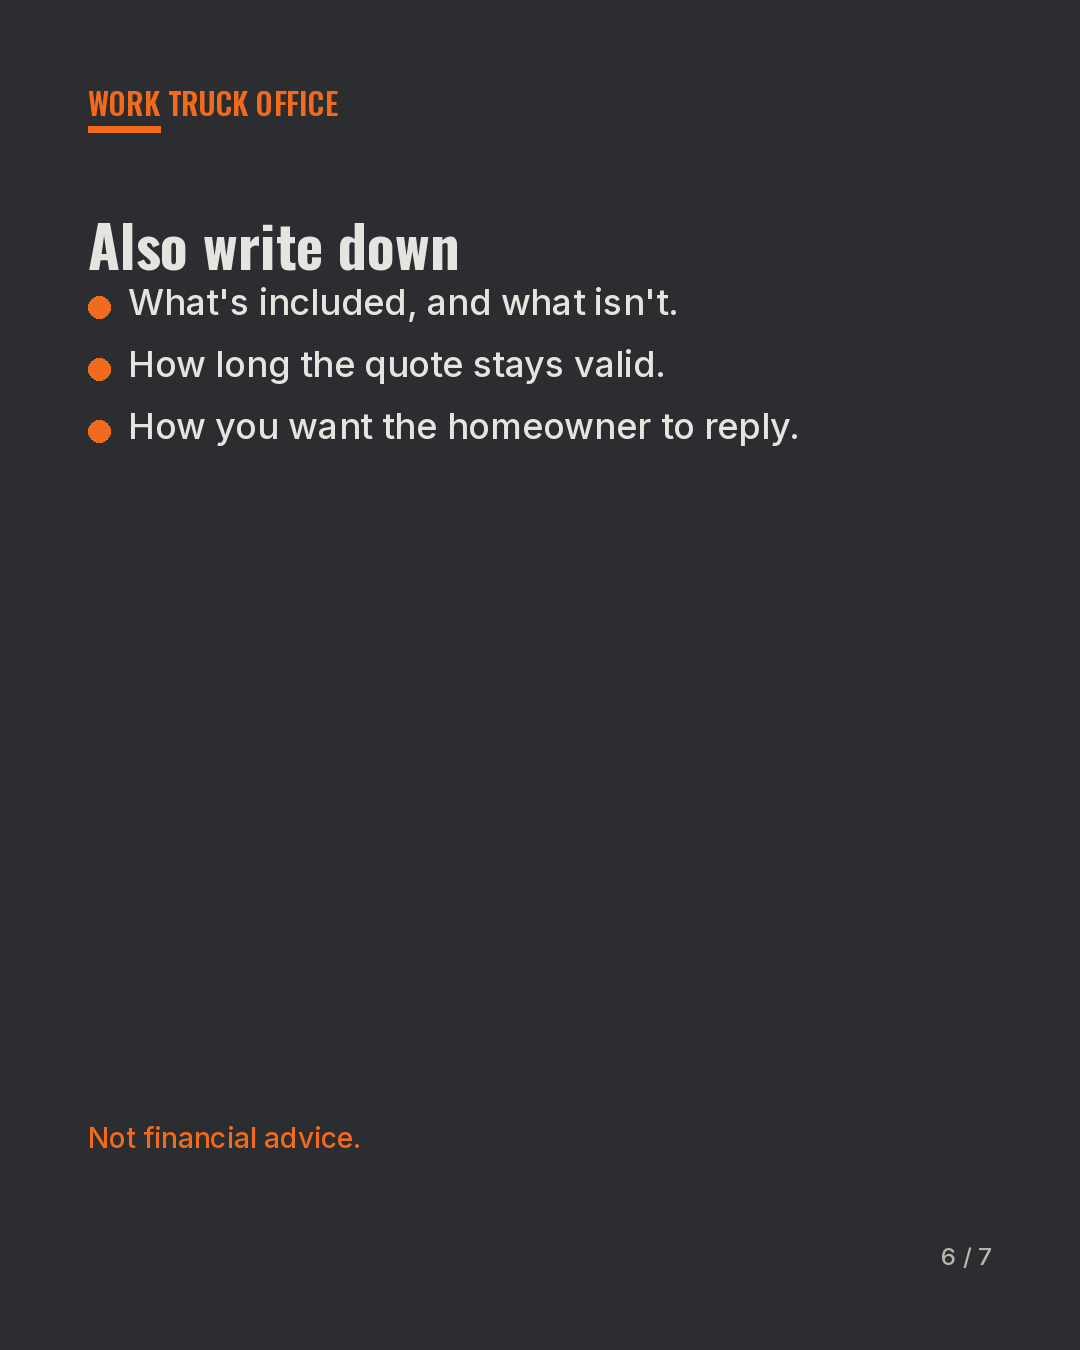 WORK TRUCK OFFICE
Also write down
What's included, and what isn't.
How long the quote stays valid.
How you want the homeowner to reply.
Not financial advice.
6 / 7